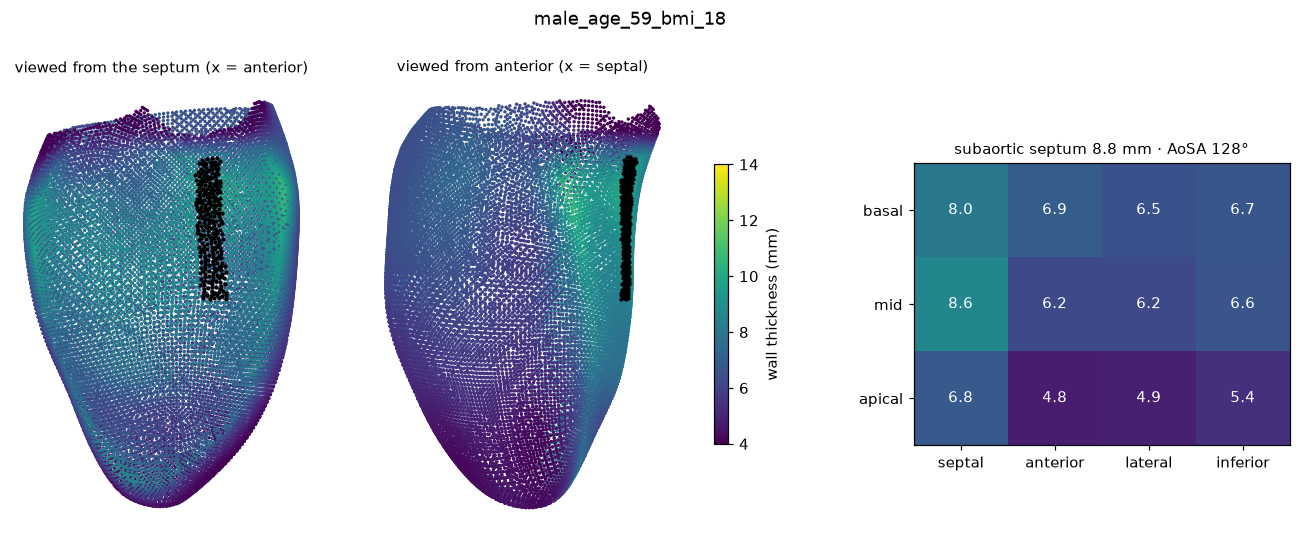 male_age_59_bmi_18
viewed from the septum (x = anterior)
viewed from anterior (x = septal)
14
12
10
8
6
4
wall thickness (mm)
subaortic septum 8.8 mm · AoSA 128°
basal 8.0 6.9 6.5 6.7
mid 8.6 6.2 6.2 6.6
apical 6.8 4.8 4.9 5.4
septal anterior lateral inferior